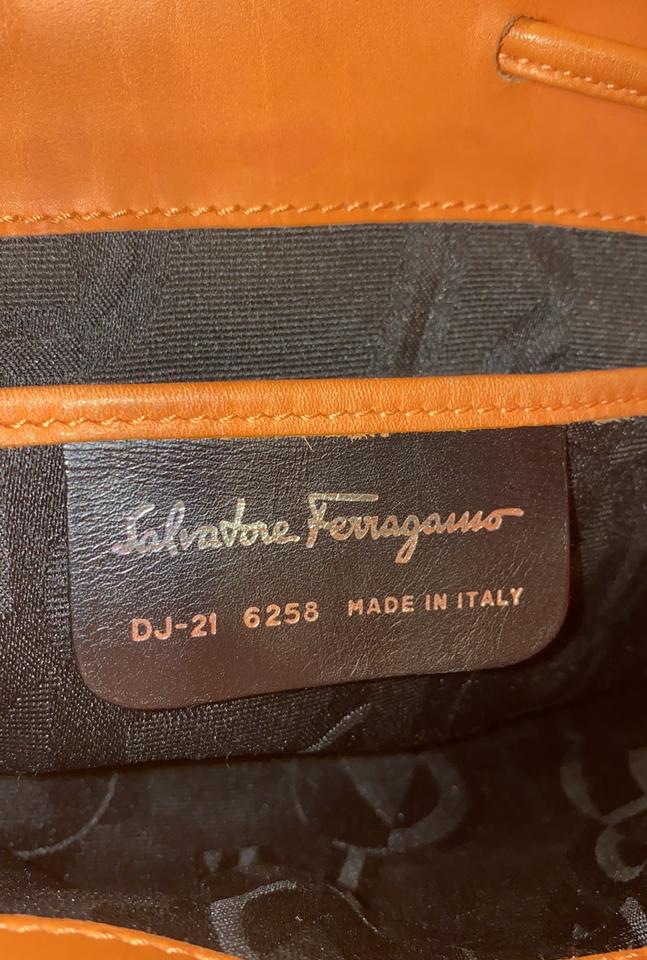 Salvatore Ferragamo
DJ-21 6258 MADE IN ITALY